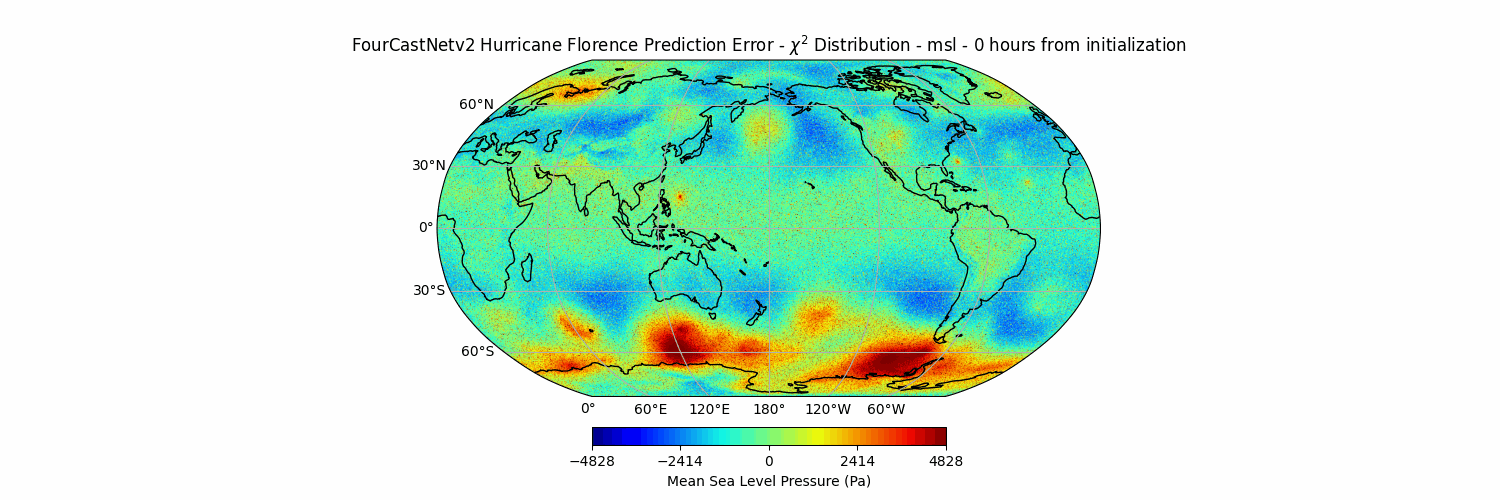 FourCastNetv2 Hurricane Florence Prediction Error - χ² Distribution - msl - 0 hours from initialization
60°N
30°N
0°
30°S
60°S
0° 60°E 120°E 180° 120°W 60°W
−4828 −2414 0 2414 4828
Mean Sea Level Pressure (Pa)